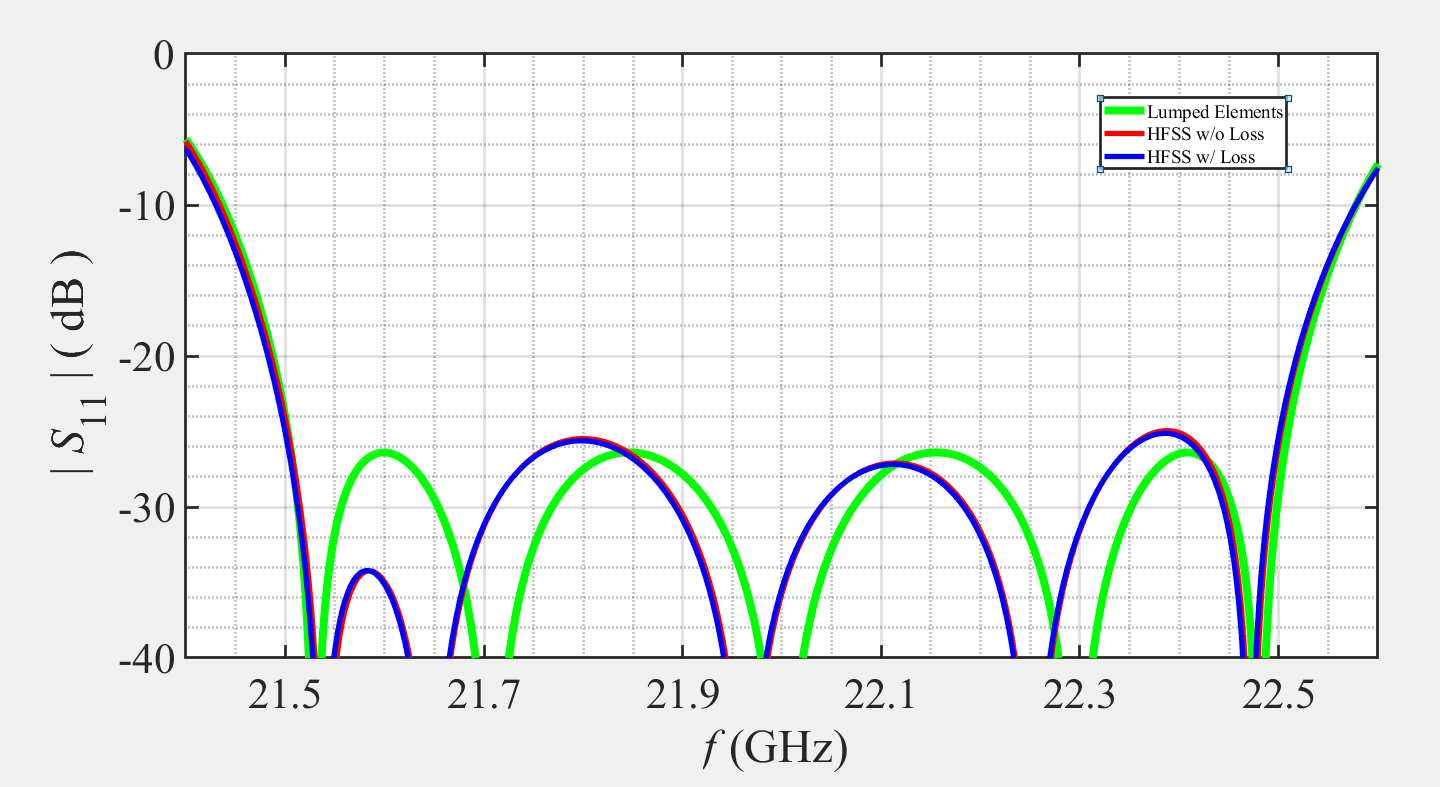 0
-10
-20
-30
-40
| S11 | ( dB )
Lumped Elements
HFSS w/o Loss
HFSS w/ Loss
21.5 21.7 21.9 22.1 22.3 22.5
f (GHz)